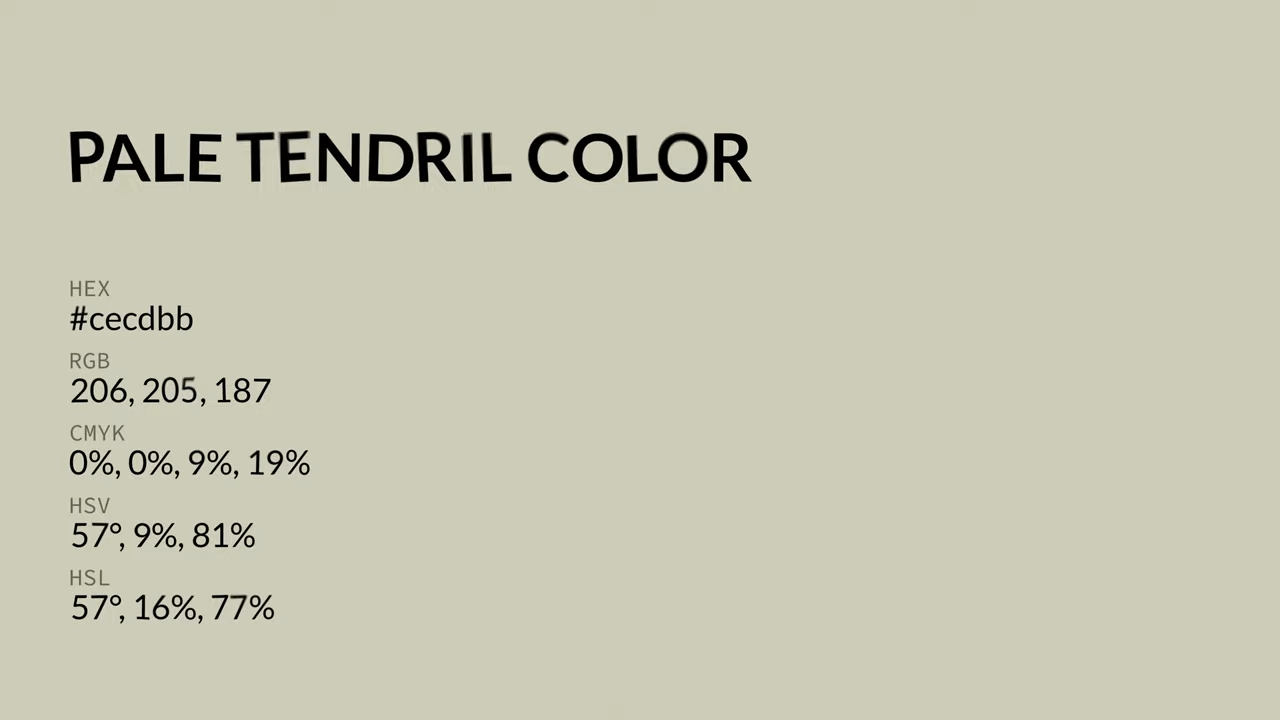 PALE TENDRIL COLOR
HEX
#cecdbb
RGB
206, 205, 187
CMYK
0%, 0%, 9%, 19%
HSV
57°, 9%, 81%
HSL
57°, 16%, 77%